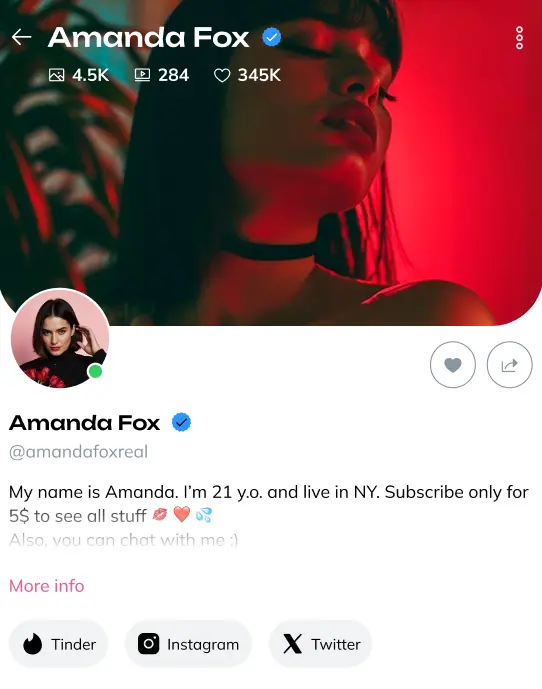 Amanda Fox
4.5K 284 345K
Amanda Fox
@amandafoxreal
My name is Amanda. I’m 21 y.o. and live in NY. Subscribe only for
5$ to see all stuff 💋❤️💦
Also, you can chat with me :)
More info
Tinder Instagram Twitter